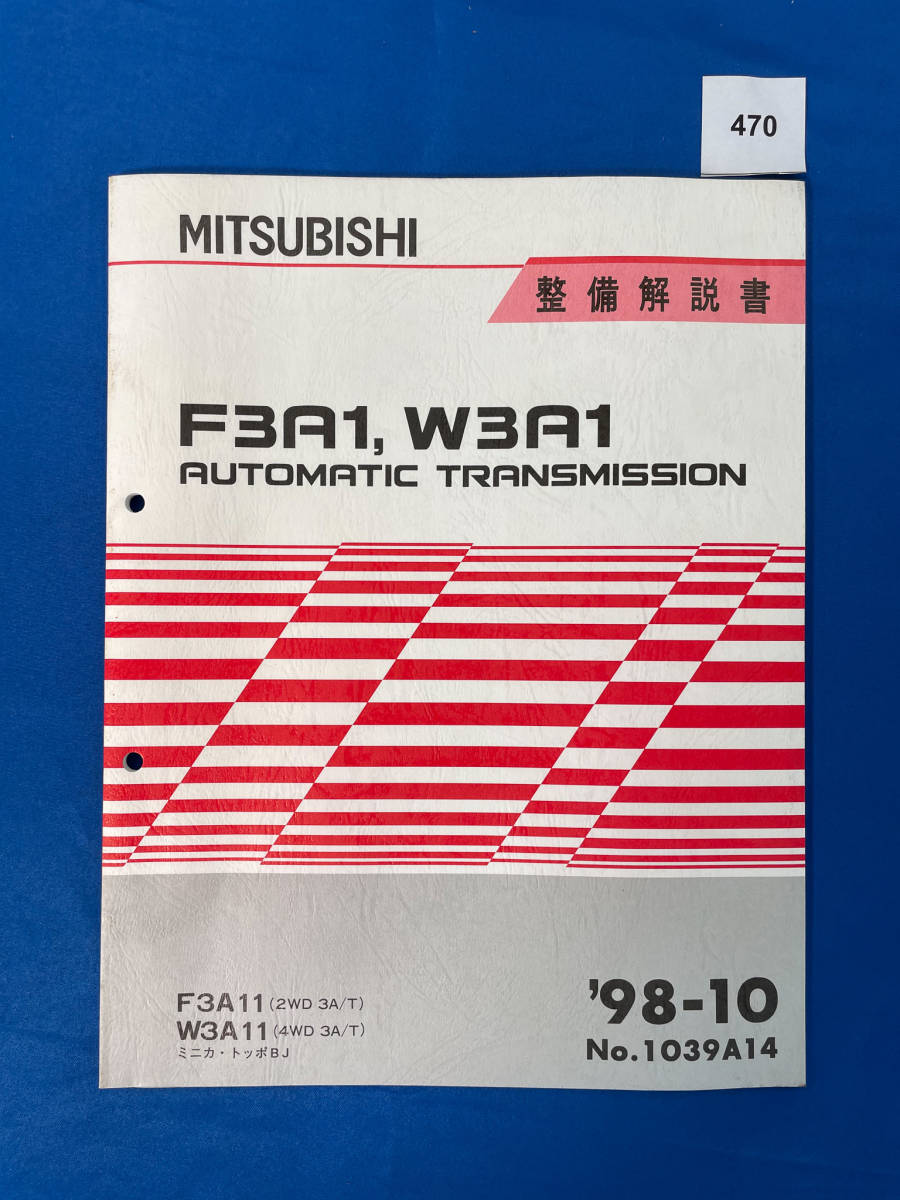 470
MITSUBISHI
整備解説書
F3A1, W3A1
AUTOMATIC TRANSMISSION
F3A11 (2WD 3A/T)
W3A11 (4WD 3A/T)
ミニカ・トッポBJ
'98-10
No.1039A14